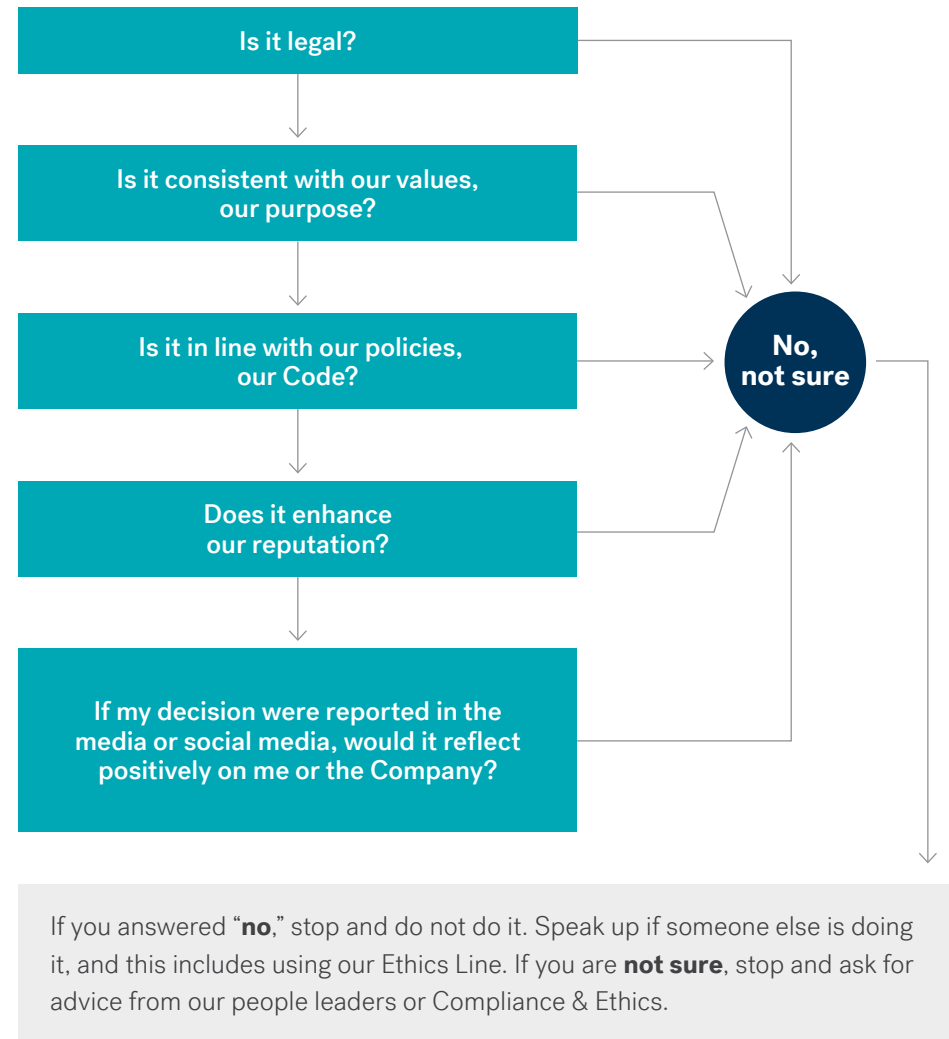 Is it legal?
Is it consistent with our values,
our purpose?
Is it in line with our policies,
our Code?
No,
not sure
Does it enhance
our reputation?
If my decision were reported in the
media or social media, would it reflect
positively on me or the Company?
If you answered “no,” stop and do not do it. Speak up if someone else is doing
it, and this includes using our Ethics Line. If you are not sure, stop and ask for
advice from our people leaders or Compliance & Ethics.